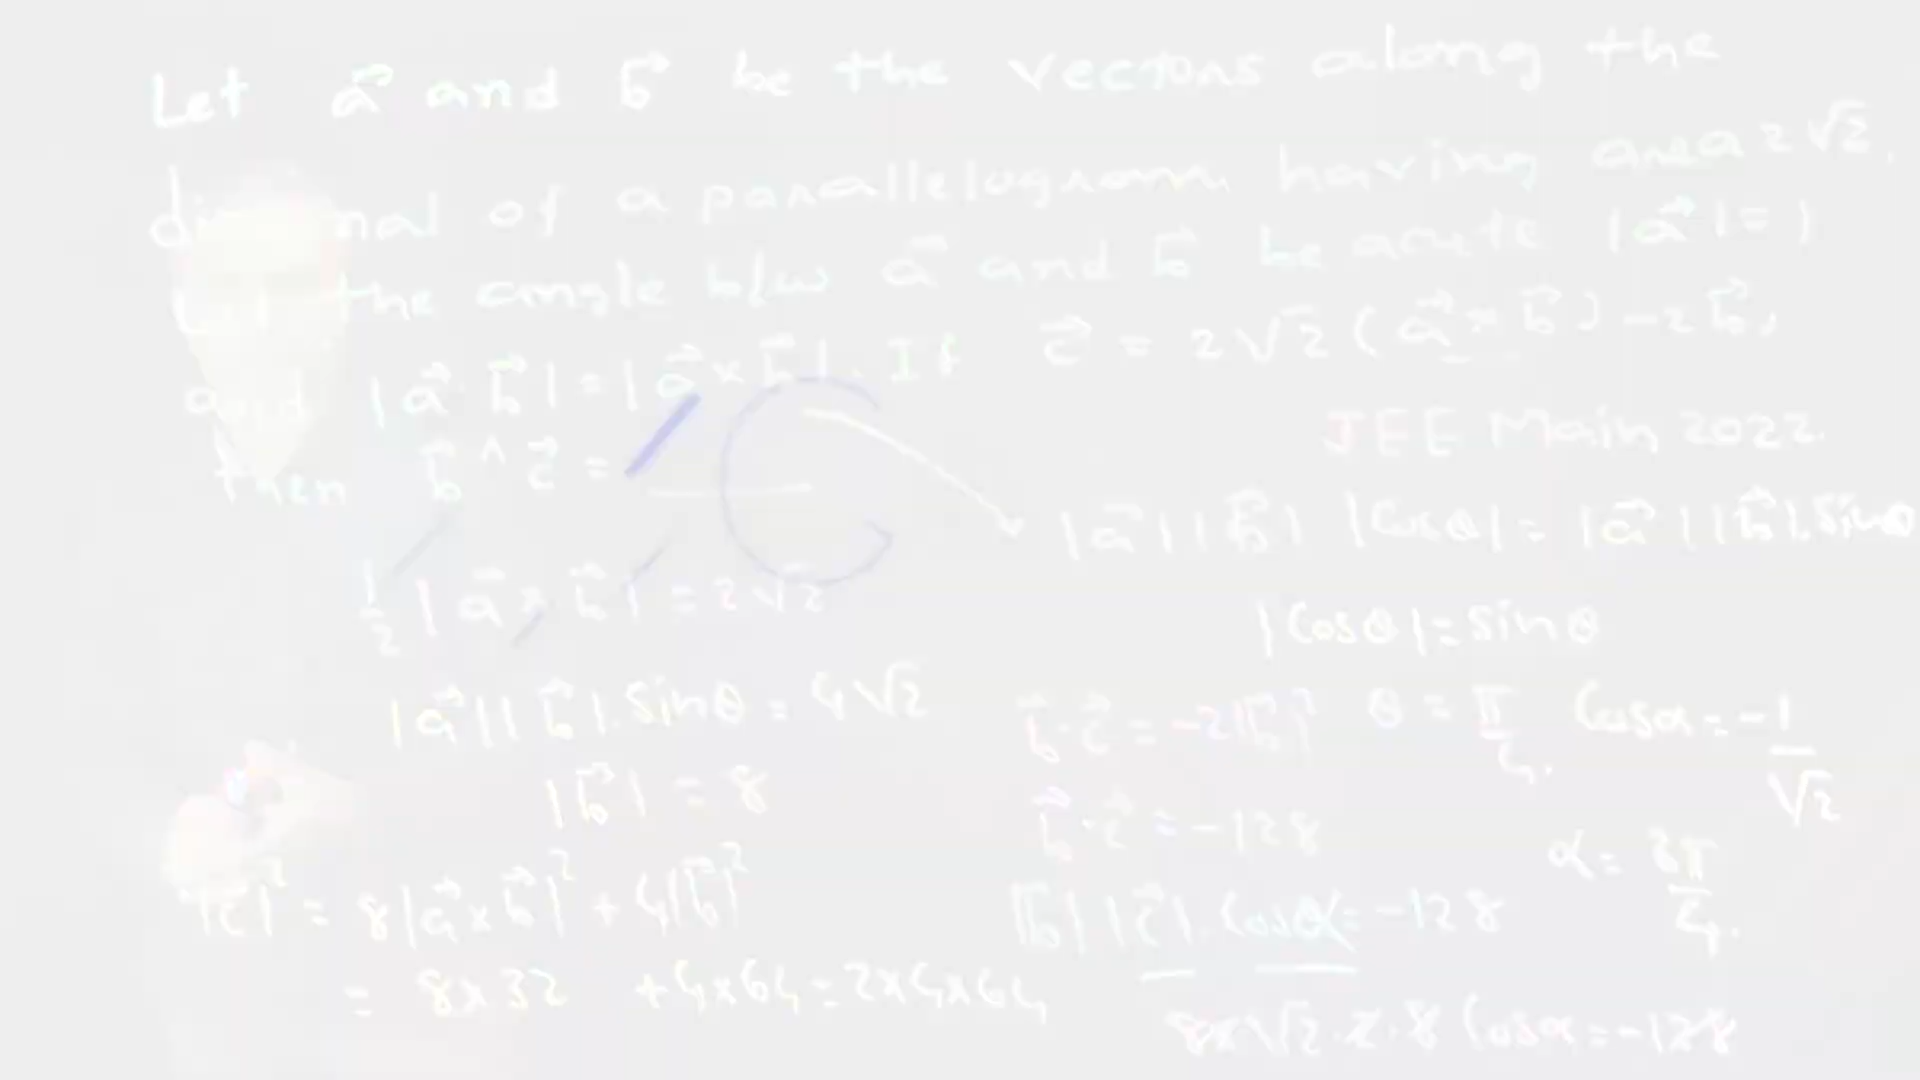 Let a⃗ and b⃗ be the vectors along the
nal of a parallelogram having area 2√2.
the angle b/w a⃗ and b⃗ be acute |a⃗| = 1
and |a⃗·b⃗| = |a⃗×b⃗|. If c⃗ = 2√2(a⃗×b⃗) - 2b⃗,
then b⃗ ^ c⃗ =
JEE Main 2022.
|a⃗||b⃗| |Cosθ| = |a⃗||b⃗|.Sinθ
1/2 |a⃗×b⃗| = 2√2
|Cosθ| = sinθ
|a⃗||b⃗|.Sinθ = 4√2
θ = π/4.
|b⃗| = 8
|c|² = 8|a⃗×b⃗|² + 4|b⃗|²
= 8×32 + 4×64 = 2×4×64
b⃗·c⃗ = -2|b⃗|²
b⃗·c⃗ = -128
|b⃗||c⃗|.Cosα = -128
8×√2·2·8 Cosα = -128
Cosα = -1/√2
α = 3π/4.